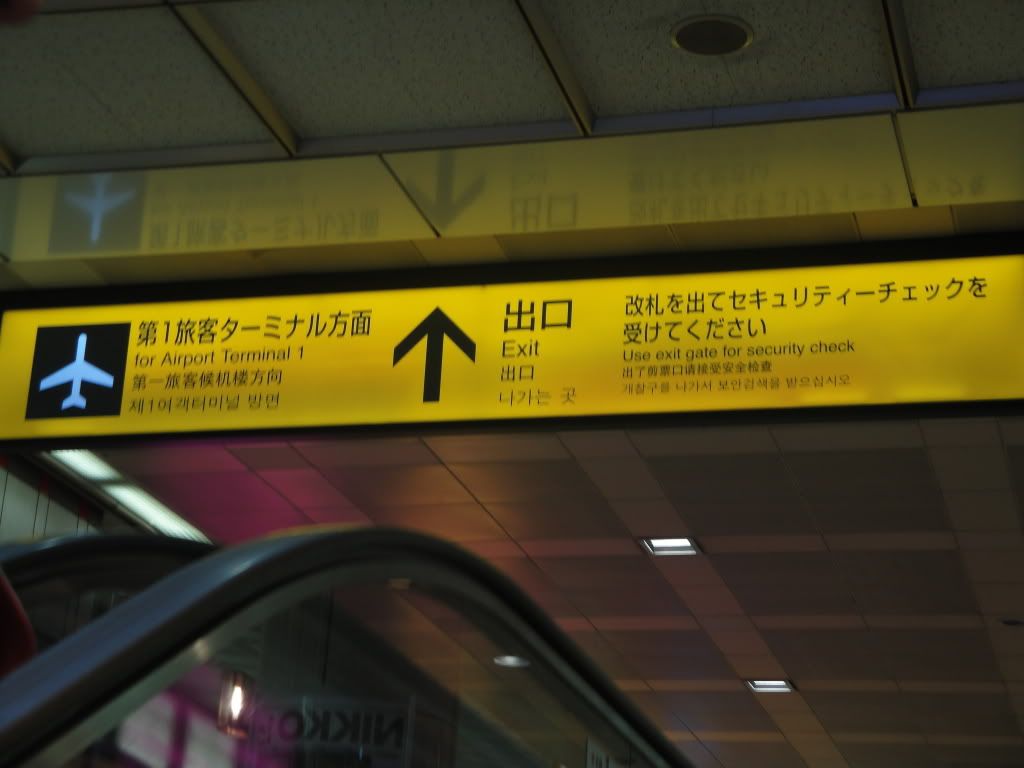 第1旅客ターミナル方面
for Airport Terminal 1
第一旅客候机楼方向
제1여객터미널 방면
出口
Exit
出口
나가는 곳
改札を出てセキュリティーチェックを
受けてください
Use exit gate for security check
出了剪票口请接受安全检查
개찰구를 나가서 보안검색을 받으십시오
NIKKO